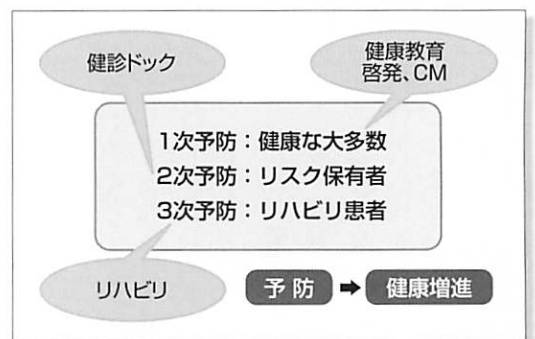 健診ドック
健康教育
啓発、CM
1次予防：健康な大多数
2次予防：リスク保有者
3次予防：リハビリ患者
リハビリ
予防 ➡ 健康増進